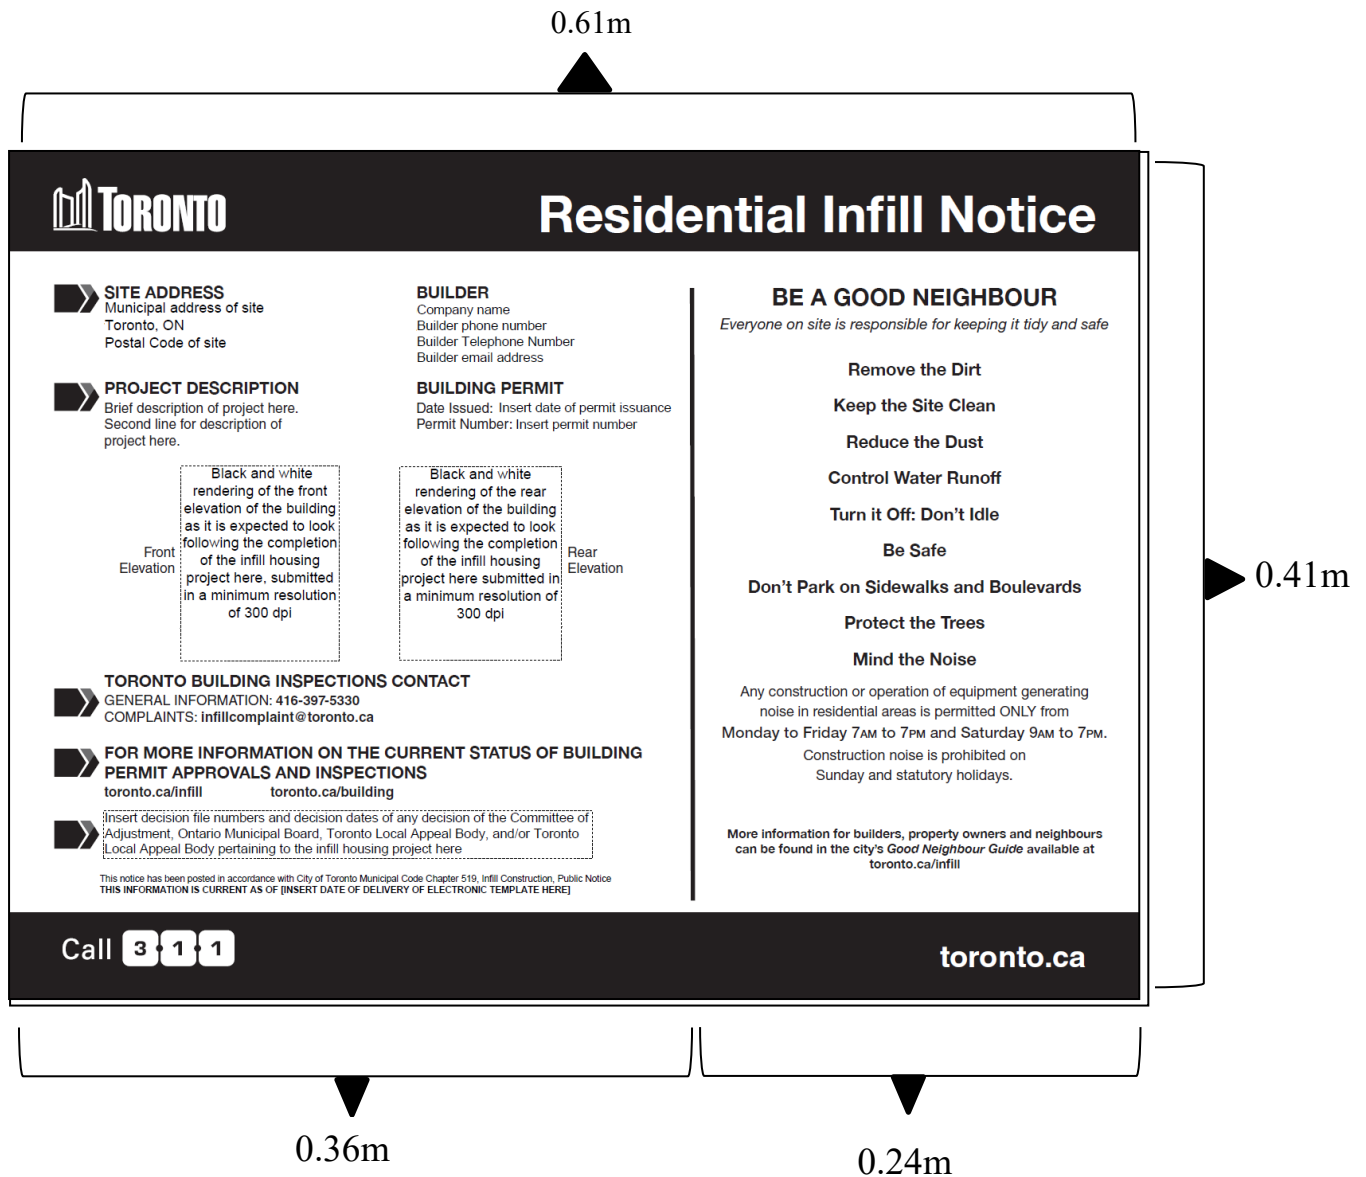 0.61m
TORONTO
Residential Infill Notice
SITE ADDRESS
Municipal address of site
Toronto, ON
Postal Code of site
BUILDER
Company name
Builder phone number
Builder Telephone Number
Builder email address
PROJECT DESCRIPTION
Brief description of project here.
Second line for description of
project here.
BUILDING PERMIT
Date Issued: Insert date of permit issuance
Permit Number: Insert permit number
Front
Elevation
Black and white
rendering of the front
elevation of the building
as it is expected to look
following the completion
of the infill housing
project here, submitted
in a minimum resolution
of 300 dpi
Black and white
rendering of the rear
elevation of the building
as it is expected to look
following the completion
of the infill housing
project here submitted in
a minimum resolution of
300 dpi
Rear
Elevation
TORONTO BUILDING INSPECTIONS CONTACT
GENERAL INFORMATION: 416-397-5330
COMPLAINTS: infillcomplaint@toronto.ca
FOR MORE INFORMATION ON THE CURRENT STATUS OF BUILDING
PERMIT APPROVALS AND INSPECTIONS
toronto.ca/infill toronto.ca/building
Insert decision file numbers and decision dates of any decision of the Committee of
Adjustment, Ontario Municipal Board, Toronto Local Appeal Body, and/or Toronto
Local Appeal Body pertaining to the infill housing project here
This notice has been posted in accordance with City of Toronto Municipal Code Chapter 519, Infill Construction, Public Notice
THIS INFORMATION IS CURRENT AS OF [INSERT DATE OF DELIVERY OF ELECTRONIC TEMPLATE HERE]
BE A GOOD NEIGHBOUR
Everyone on site is responsible for keeping it tidy and safe
Remove the Dirt
Keep the Site Clean
Reduce the Dust
Control Water Runoff
Turn it Off: Don't Idle
Be Safe
Don't Park on Sidewalks and Boulevards
Protect the Trees
Mind the Noise
Any construction or operation of equipment generating
noise in residential areas is permitted ONLY from
Monday to Friday 7AM to 7PM and Saturday 9AM to 7PM.
Construction noise is prohibited on
Sunday and statutory holidays.
More information for builders, property owners and neighbours
can be found in the city's Good Neighbour Guide available at
toronto.ca/infill
0.41m
Call 3·1·1
toronto.ca
0.36m
0.24m